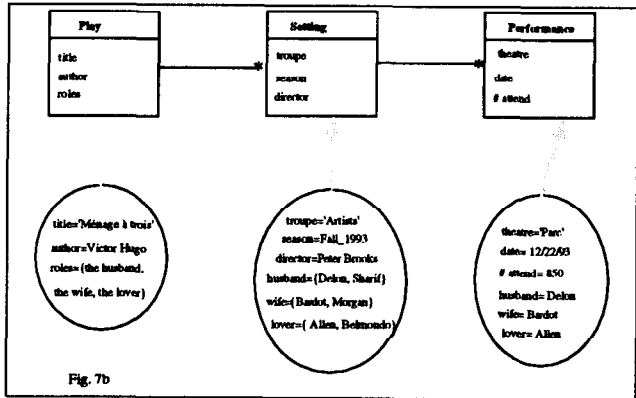 Play
title
author
roles
*
Setting
troupe
season
director
*
Performance
theatre
date
# attend
title='Ménage à trois'
author=Victor Hugo
roles={the husband,
the wife, the lover}
troupe='Artists'
season=Fall_1993
director=Peter Brooks
husband={Delon, Sharif}
wife={Bardot, Morgan}
lover={ Allen, Belmondo}
theatre='Parc'
date= 12/22/93
# attend= 850
husband= Delon
wife= Bardot
lover= Allen
Fig. 7b